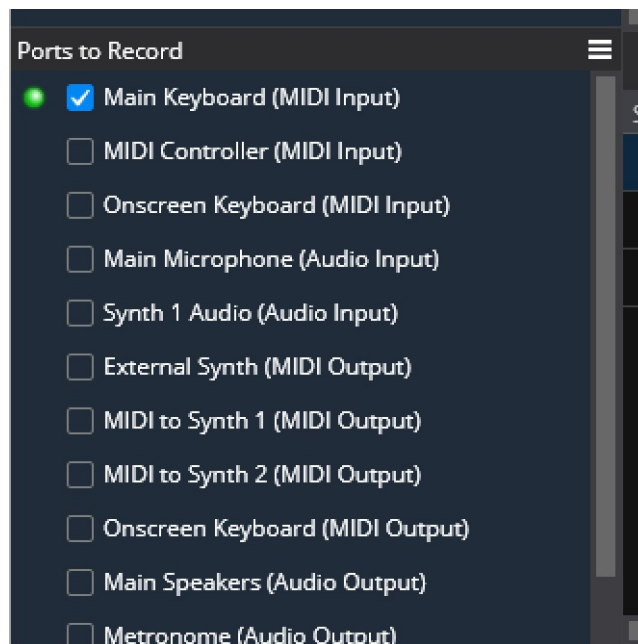 Ports to Record
Main Keyboard (MIDI Input)
MIDI Controller (MIDI Input)
Onscreen Keyboard (MIDI Input)
Main Microphone (Audio Input)
Synth 1 Audio (Audio Input)
External Synth (MIDI Output)
MIDI to Synth 1 (MIDI Output)
MIDI to Synth 2 (MIDI Output)
Onscreen Keyboard (MIDI Output)
Main Speakers (Audio Output)
Metronome (Audio Output)